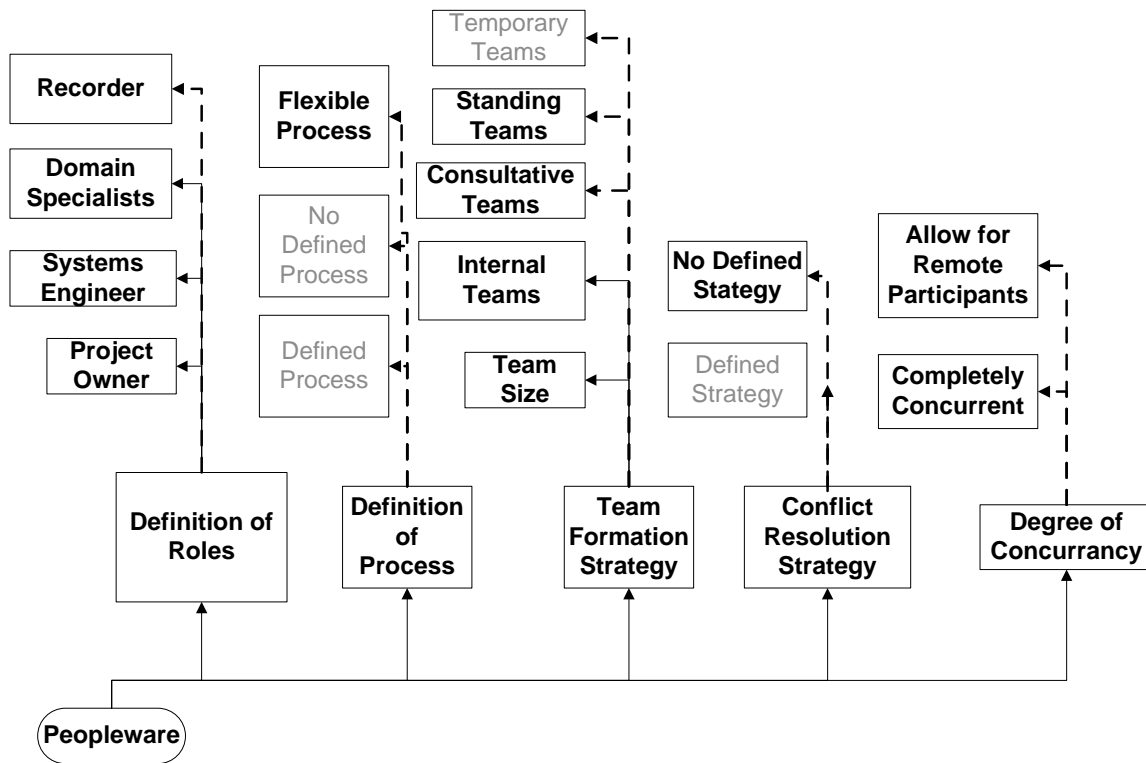 Temporary
Teams
Recorder
Flexible
Process
Standing
Teams
Domain
Specialists
Consultative
Teams
No
Defined
Process
Allow for
Remote
Participants
Systems
Engineer
Internal
Teams
No Defined
Stategy
Project
Owner
Defined
Process
Team
Size
Defined
Strategy
Completely
Concurrent
Definition of
Roles
Definition
of
Process
Team
Formation
Strategy
Conflict
Resolution
Strategy
Degree of
Concurrancy
Peopleware